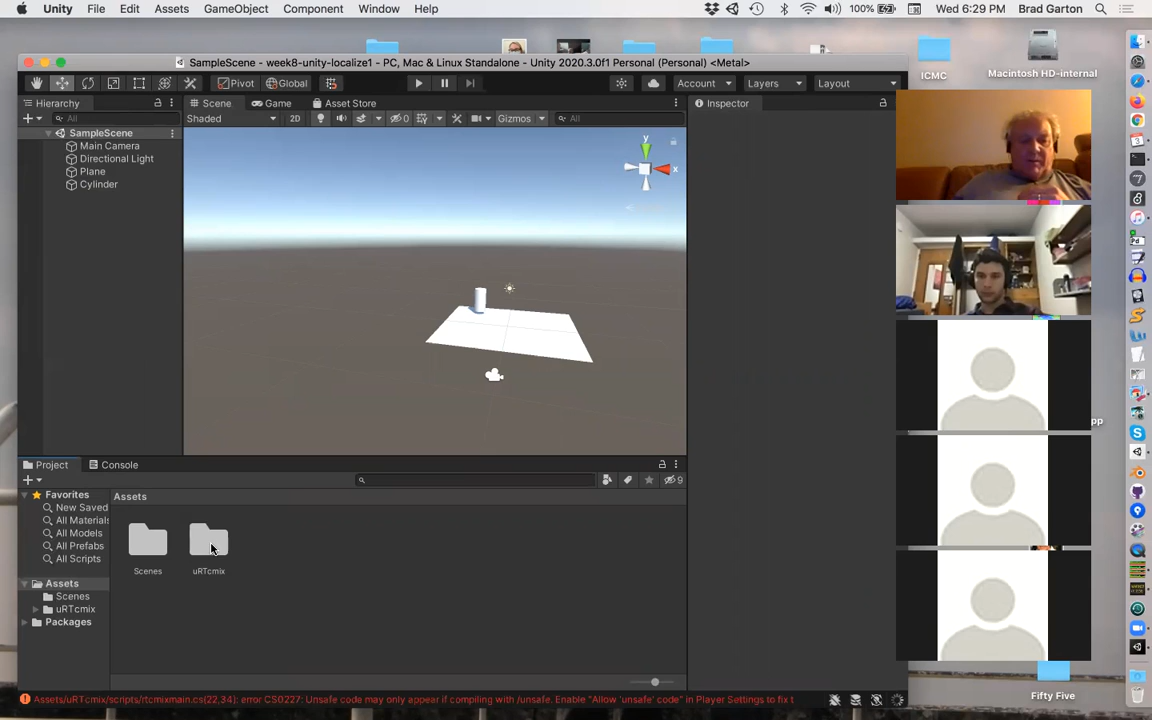 Unity File Edit Assets GameObject Component Window Help 100% Wed 6:29 PM Brad Garton
ICMC
Macintosh HD-internal
SampleScene - week8-unity-localize1 - PC, Mac & Linux Standalone - Unity 2020.3.0f1 Personal (Personal) <Metal>
Pivot Global Account Layers Layout
Hierarchy Scene Game Asset Store Inspector
All Shaded 2D 0 Gizmos All
SampleScene
Main Camera
Directional Light
Plane
Cylinder
y
x
pp
Project Console
9
Favorites Assets
New Saved
All Materials
All Models
All Prefabs
All Scripts
Scenes uRTcmix
Assets
Scenes
uRTcmix
Packages
Fifty Five
Assets/uRTcmix/scripts/rtcmixmain.cs(22,34): error CS0227: Unsafe code may only appear if compiling with /unsafe. Enable "Allow 'unsafe' code" in Player Settings to fix t